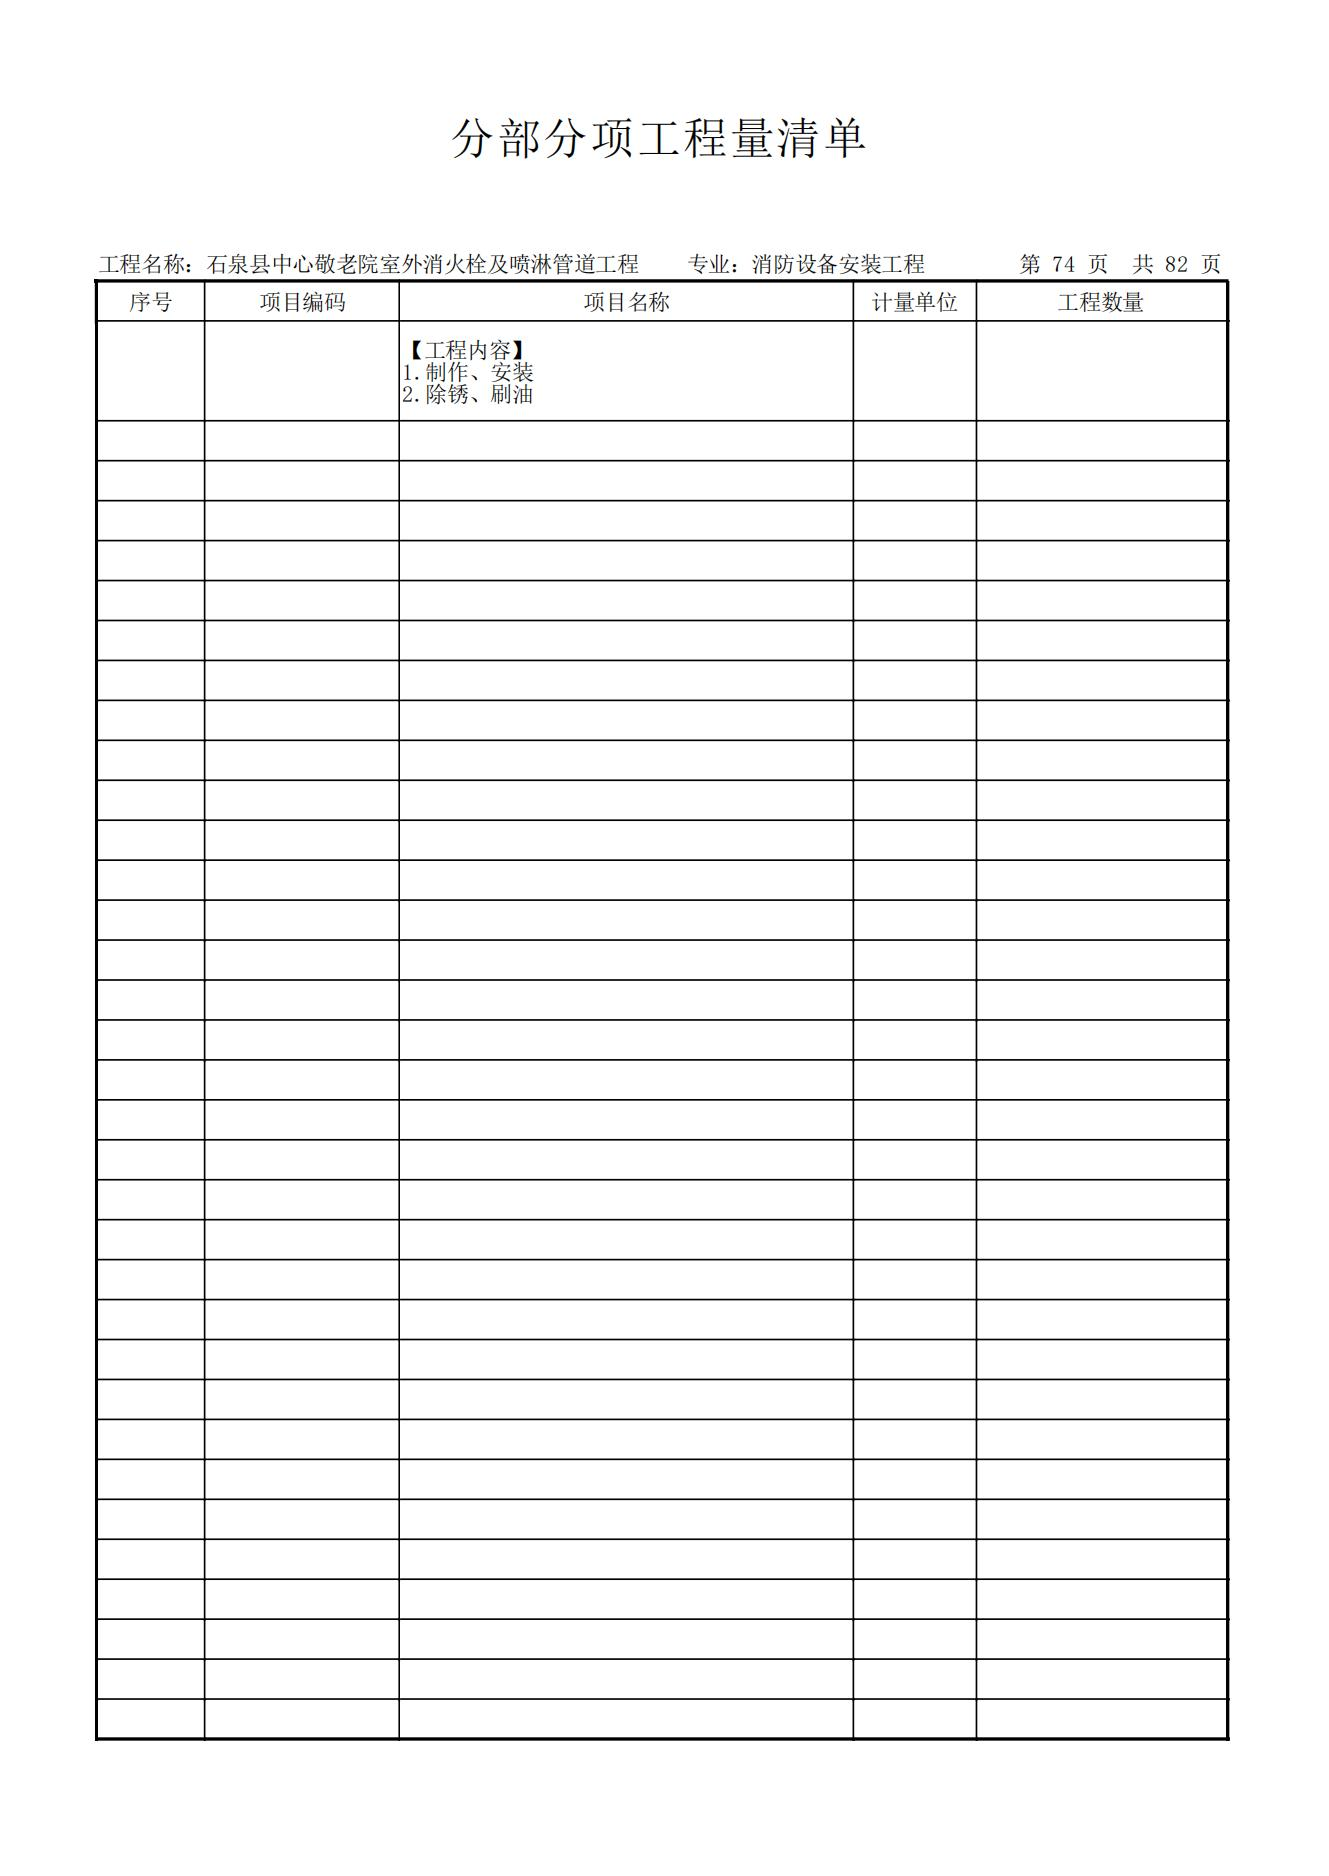 分部分项工程量清单
工程名称：石泉县中心敬老院室外消火栓及喷淋管道工程 专业：消防设备安装工程 第 74 页 共 82 页
序号 项目编码 项目名称 计量单位 工程数量
【工程内容】
1.制作、安装
2.除锈、刷油